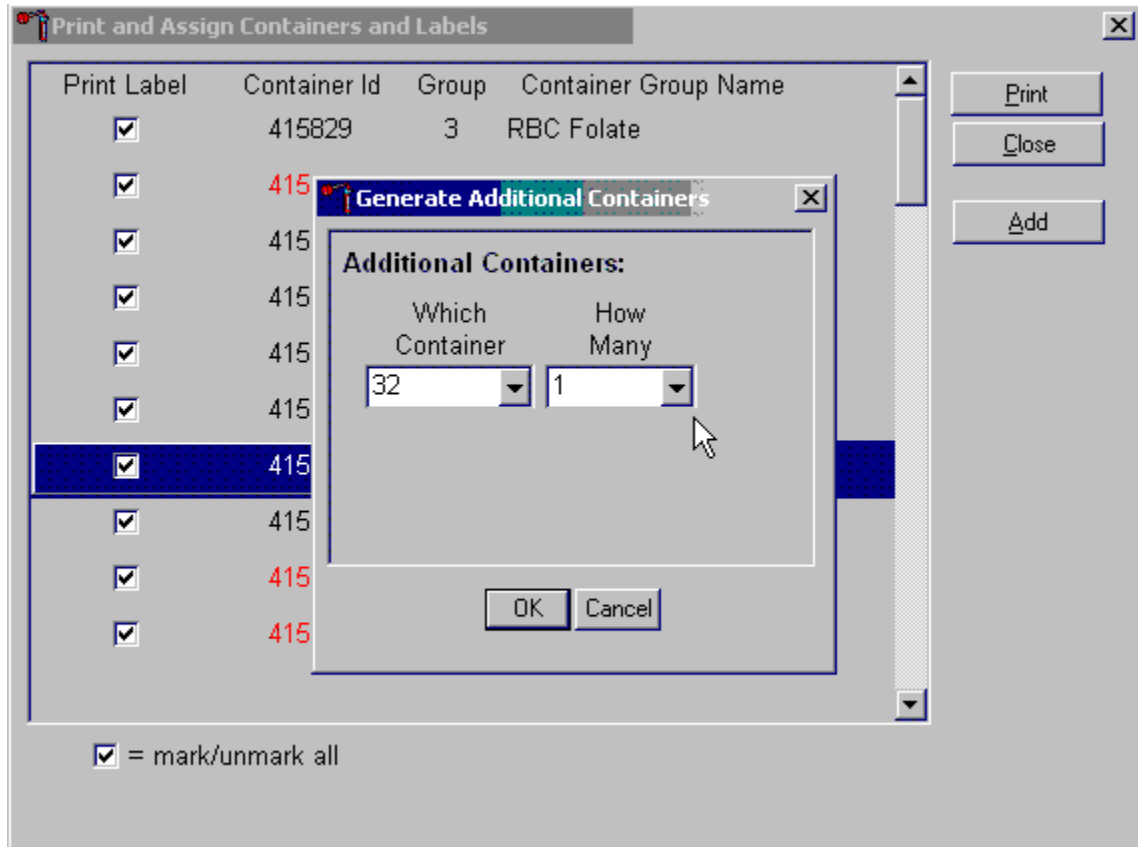 Print and Assign Containers and Labels
Print Label Container Id Group Container Group Name
415829 3 RBC Folate
415
415
415
415
415
415
415
415
415
Generate Additional Containers
Additional Containers:
Which How
Container Many
32 1
OK Cancel
= mark/unmark all
Print
Close
Add